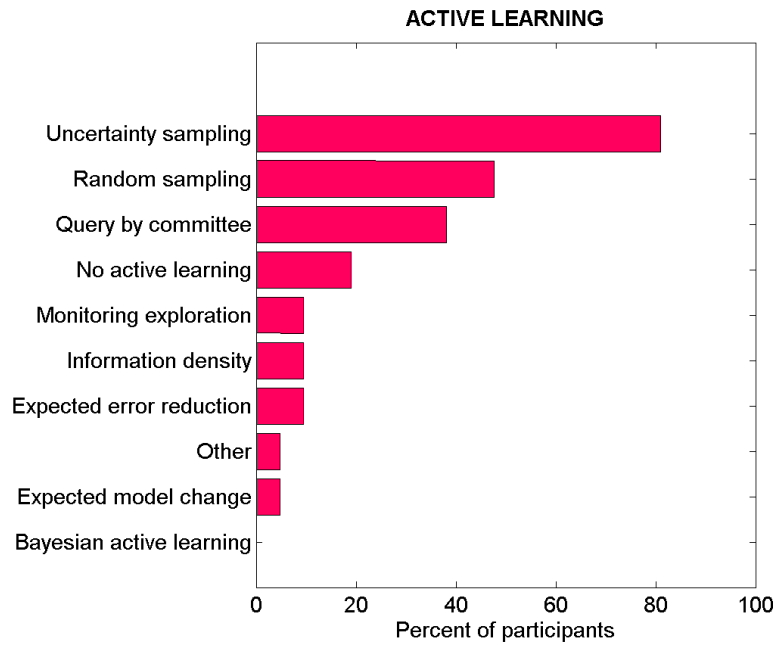 ACTIVE LEARNING
Uncertainty sampling
Random sampling
Query by committee
No active learning
Monitoring exploration
Information density
Expected error reduction
Other
Expected model change
Bayesian active learning
0 20 40 60 80 100
Percent of participants